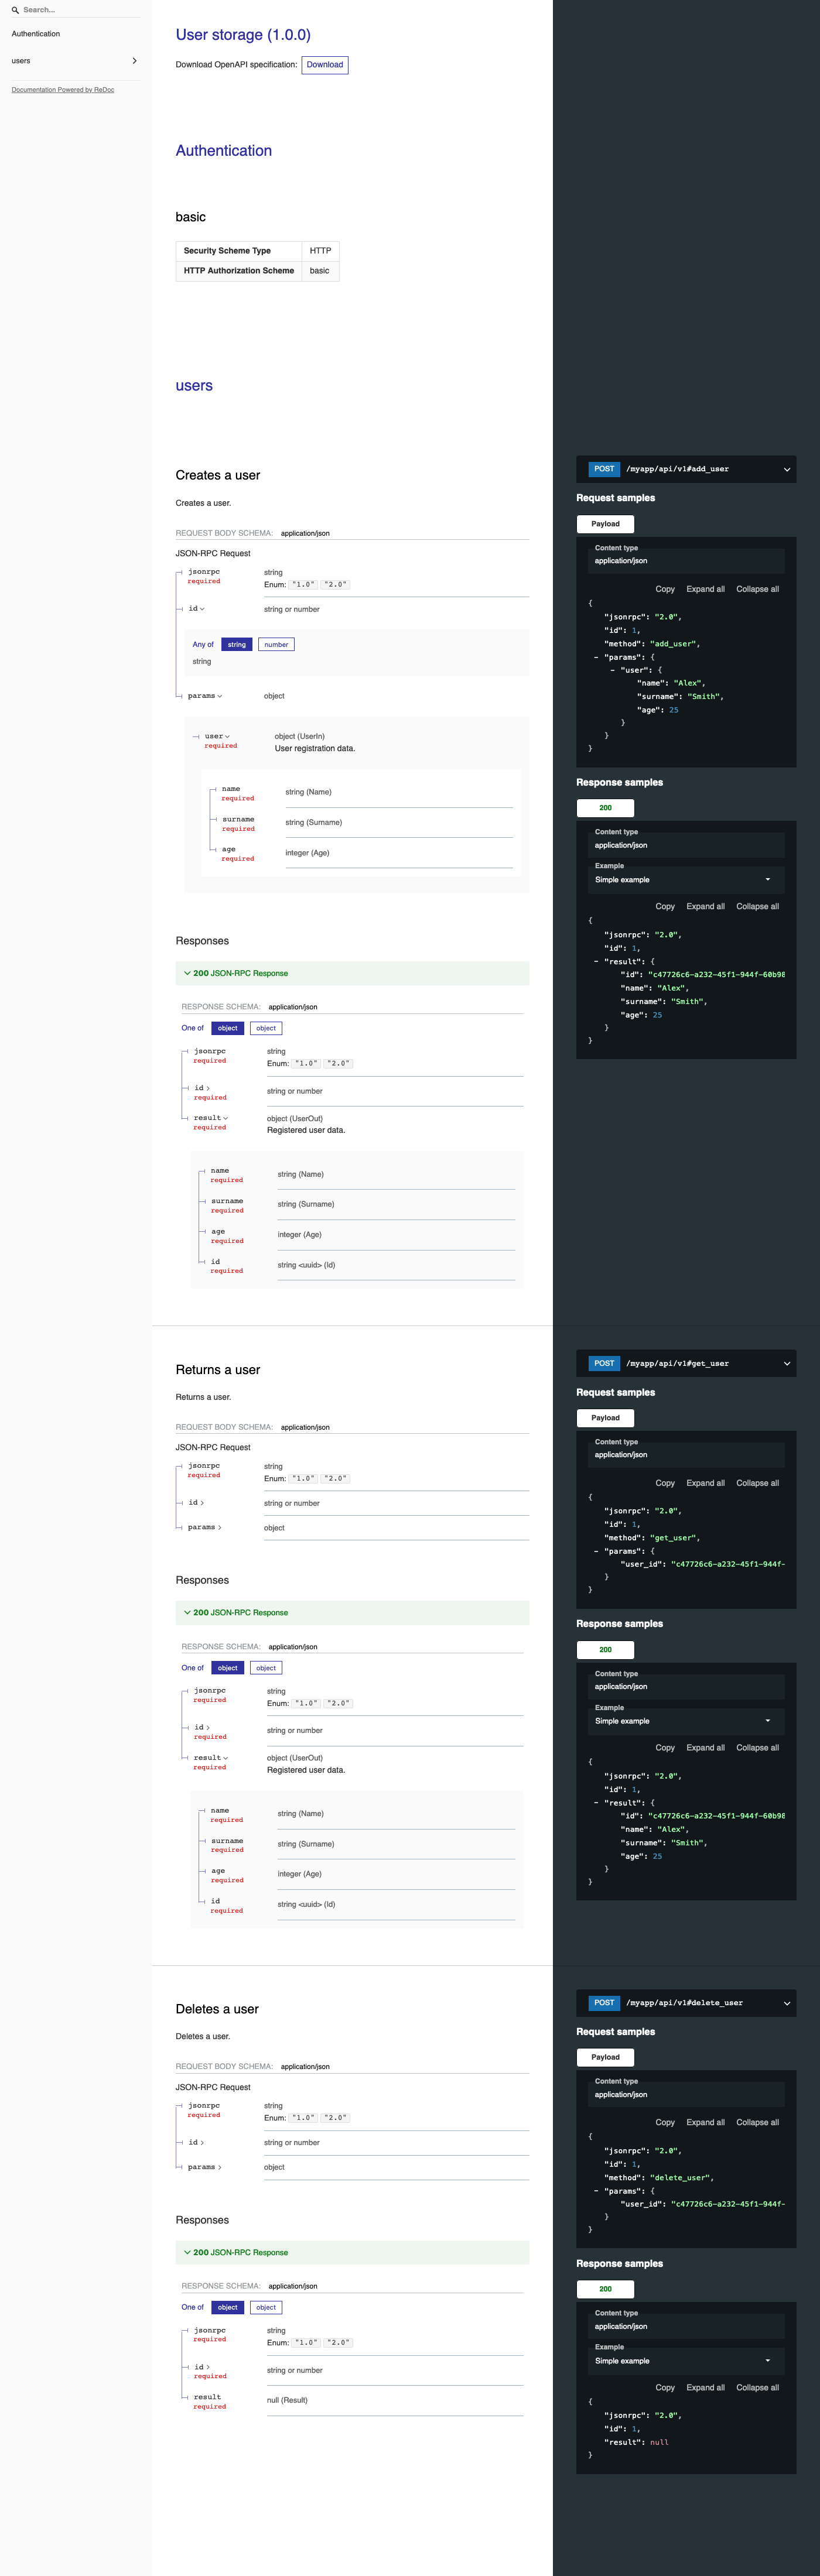 Search...
Authentication
users
Documentation Powered by ReDoc
User storage (1.0.0)
Download OpenAPI specification: Download
Authentication
basic
Security Scheme Type HTTP
HTTP Authorization Scheme basic
users
Creates a user
Creates a user.
REQUEST BODY SCHEMA: application/json
JSON-RPC Request
jsonrpc string
required Enum: "1.0" "2.0"
id string or number
Any of string number
string
params object
user object (UserIn)
required User registration data.
name string (Name)
required
surname string (Surname)
required
age integer (Age)
required
Responses
200 JSON-RPC Response
RESPONSE SCHEMA: application/json
One of object object
jsonrpc string
required Enum: "1.0" "2.0"
id string or number
required
result object (UserOut)
required Registered user data.
name string (Name)
required
surname string (Surname)
required
age integer (Age)
required
id string <uuid> (Id)
required
POST /myapp/api/v1#add_user
Request samples
Payload
Content type
application/json
Copy Expand all Collapse all
{
"jsonrpc": "2.0",
"id": 1,
"method": "add_user",
- "params": {
- "user": {
"name": "Alex",
"surname": "Smith",
"age": 25
}
}
}
Response samples
200
Content type
application/json
Example
Simple example
Copy Expand all Collapse all
{
"jsonrpc": "2.0",
"id": 1,
- "result": {
"id": "c47726c6-a232-45f1-944f-60b98
"name": "Alex",
"surname": "Smith",
"age": 25
}
}
Returns a user
Returns a user.
REQUEST BODY SCHEMA: application/json
JSON-RPC Request
jsonrpc string
required Enum: "1.0" "2.0"
id string or number
params object
Responses
200 JSON-RPC Response
RESPONSE SCHEMA: application/json
One of object object
jsonrpc string
required Enum: "1.0" "2.0"
id string or number
required
result object (UserOut)
required Registered user data.
name string (Name)
required
surname string (Surname)
required
age integer (Age)
required
id string <uuid> (Id)
required
POST /myapp/api/v1#get_user
Request samples
Payload
Content type
application/json
Copy Expand all Collapse all
{
"jsonrpc": "2.0",
"id": 1,
"method": "get_user",
- "params": {
"user_id": "c47726c6-a232-45f1-944f-
}
}
Response samples
200
Content type
application/json
Example
Simple example
Copy Expand all Collapse all
{
"jsonrpc": "2.0",
"id": 1,
- "result": {
"id": "c47726c6-a232-45f1-944f-60b98
"name": "Alex",
"surname": "Smith",
"age": 25
}
}
Deletes a user
Deletes a user.
REQUEST BODY SCHEMA: application/json
JSON-RPC Request
jsonrpc string
required Enum: "1.0" "2.0"
id string or number
params object
Responses
200 JSON-RPC Response
RESPONSE SCHEMA: application/json
One of object object
jsonrpc string
required Enum: "1.0" "2.0"
id string or number
required
result null (Result)
required
POST /myapp/api/v1#delete_user
Request samples
Payload
Content type
application/json
Copy Expand all Collapse all
{
"jsonrpc": "2.0",
"id": 1,
"method": "delete_user",
- "params": {
"user_id": "c47726c6-a232-45f1-944f-
}
}
Response samples
200
Content type
application/json
Example
Simple example
Copy Expand all Collapse all
{
"jsonrpc": "2.0",
"id": 1,
"result": null
}